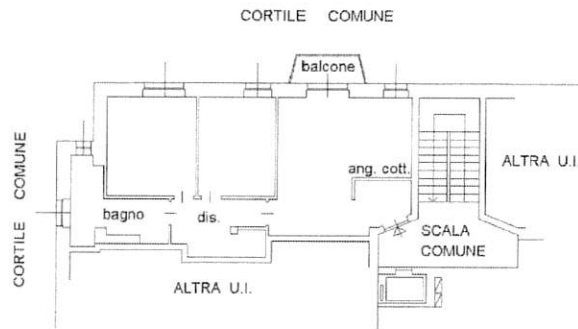 CORTILE COMUNE
balcone
ang. cott.
ALTRA U.I.
CORTILE COMUNE
bagno
dis.
SCALA
COMUNE
ALTRA U.I.